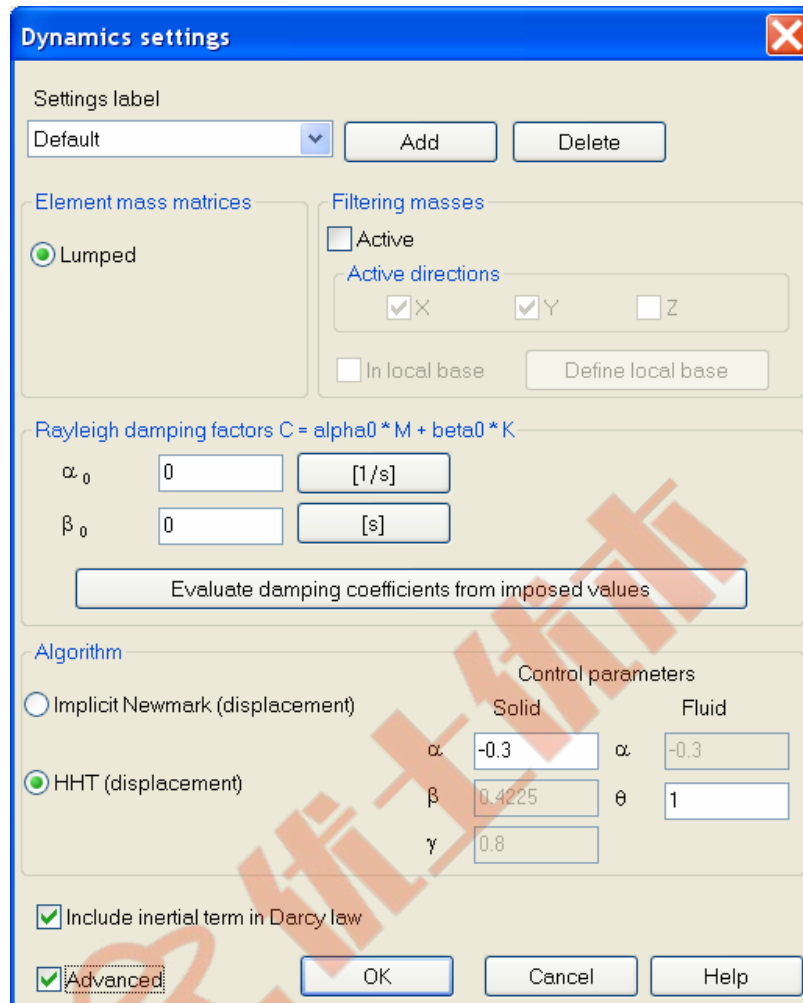 Dynamics settings
Settings label
Default
Add
Delete
Element mass matrices
Lumped
Filtering masses
Active
Active directions
X
Y
Z
In local base
Define local base
Rayleigh damping factors C = alpha0 * M + beta0 * K
α 0
0
[1/s]
β 0
0
[s]
Evaluate damping coefficients from imposed values
Algorithm
Control parameters
Implicit Newmark (displacement)
Solid
Fluid
α
-0.3
α
-0.3
HHT (displacement)
β
0.4225
θ
1
γ
0.8
Include inertial term in Darcy law
Advanced
OK
Cancel
Help